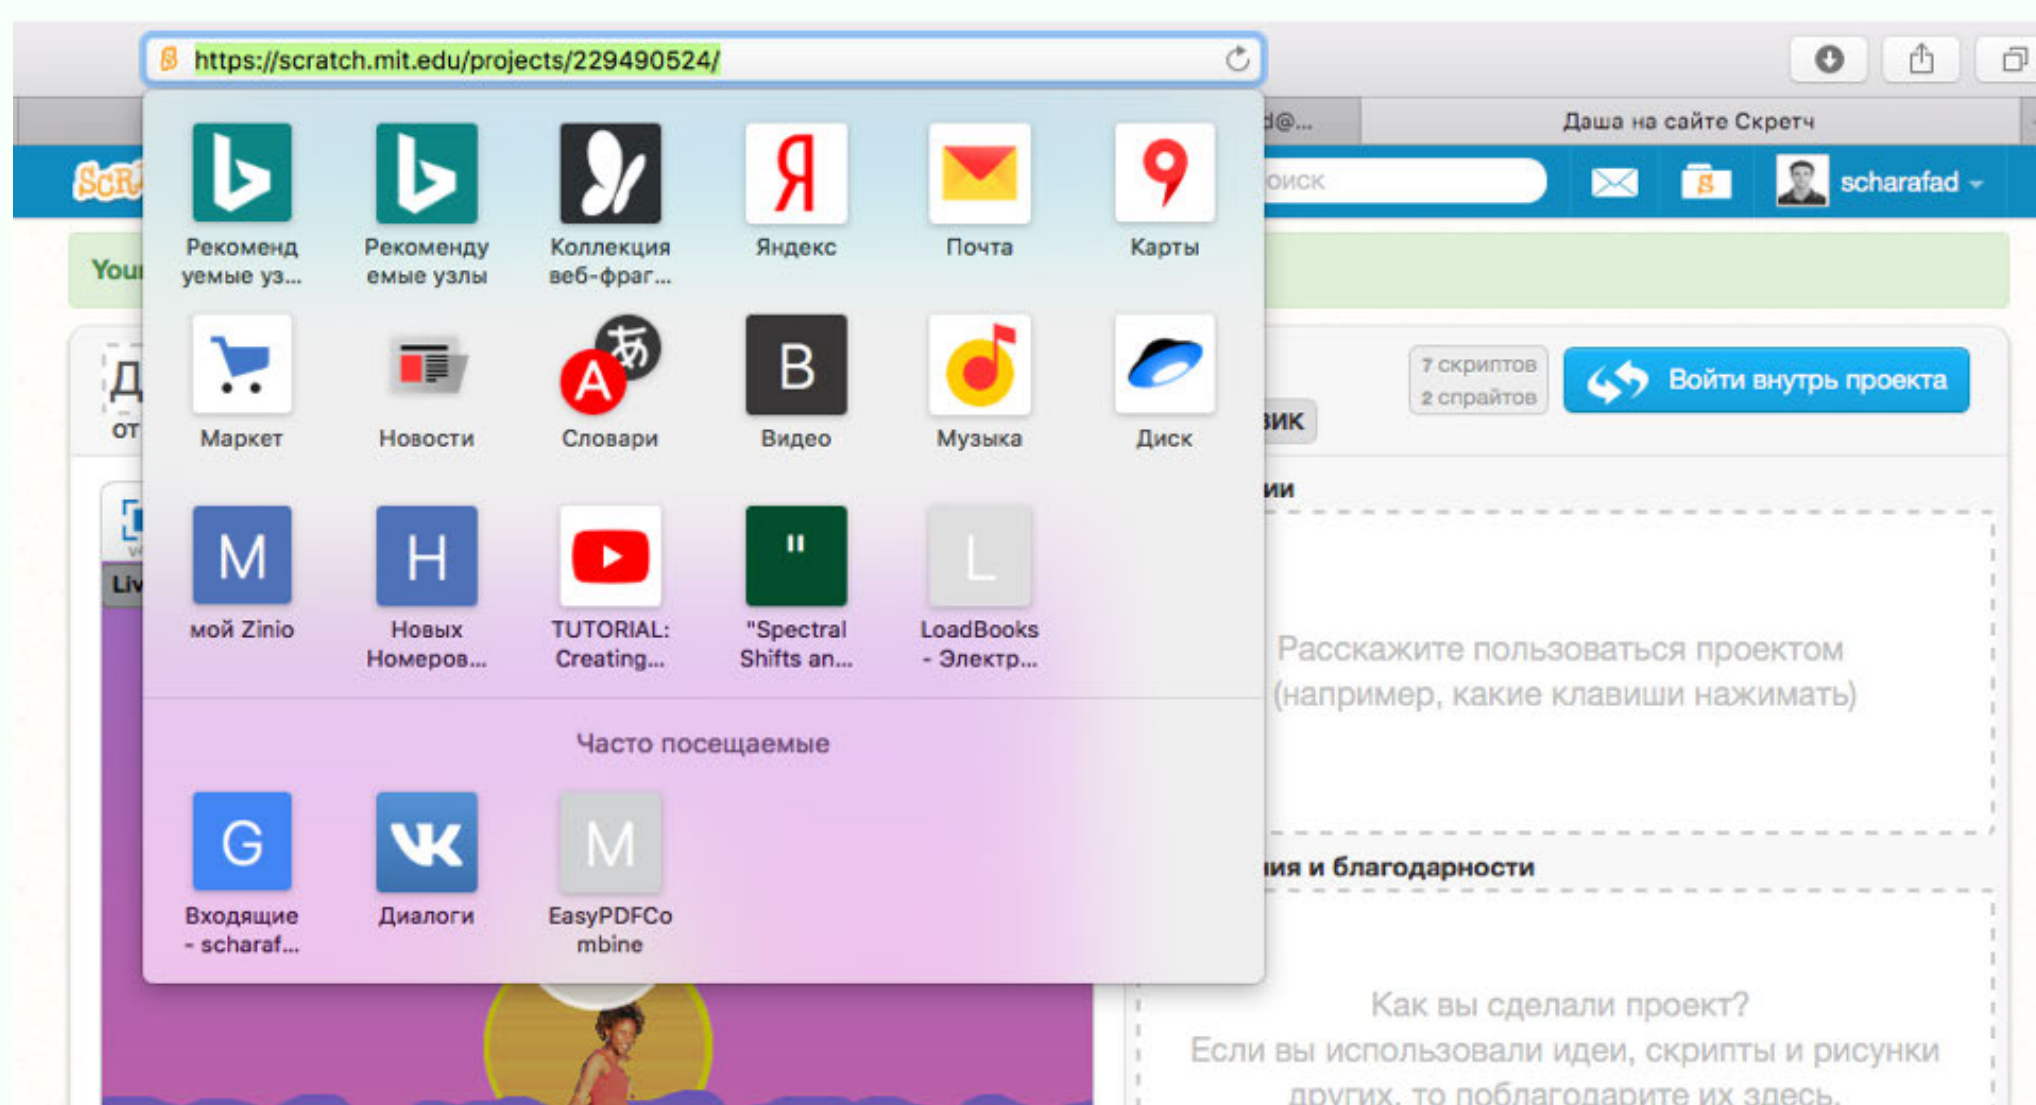 https://scratch.mit.edu/projects/229490524/
d@...
Даша на сайте Скретч
SCR
оиск
scharafad
Your
Рекоменд
уемые уз...
Рекоменду
емые узлы
Коллекция
веб-фраг...
Яндекс
Почта
Карты
Маркет
Новости
Словари
Видео
Музыка
Диск
Д
от
7 скриптов
2 спрайтов
Войти внутрь проекта
вик
ии
Liv
мой Zinio
Новых
Номеров...
TUTORIAL:
Creating...
"Spectral
Shifts an...
LoadBooks
- Электр...
Расскажите пользоваться проектом
(например, какие клавиши нажимать)
Часто посещаемые
Входящие
- scharaf...
Диалоги
EasyPDFCo
mbine
ия и благодарности
Как вы сделали проект?
Если вы использовали идеи, скрипты и рисунки
других, то поблагодарите их здесь.